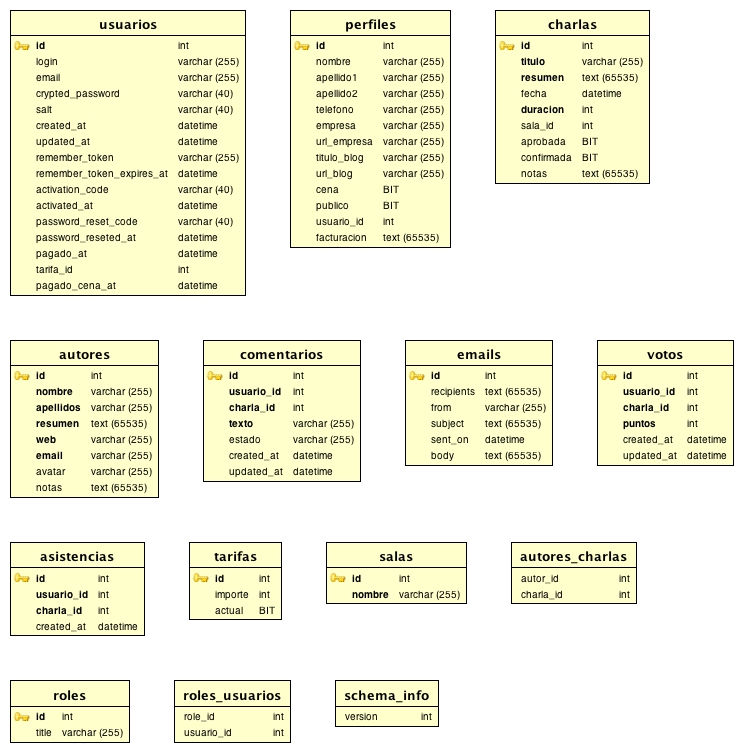 usuarios
id int
login varchar (255)
email varchar (255)
crypted_password varchar (40)
salt varchar (40)
created_at datetime
updated_at datetime
remember_token varchar (255)
remember_token_expires_at datetime
activation_code varchar (40)
activated_at datetime
password_reset_code varchar (40)
password_reseted_at datetime
pagado_at datetime
tarifa_id int
pagado_cena_at datetime
perfiles
id int
nombre varchar (255)
apellido1 varchar (255)
apellido2 varchar (255)
telefono varchar (255)
empresa varchar (255)
url_empresa varchar (255)
titulo_blog varchar (255)
url_blog varchar (255)
cena BIT
publico BIT
usuario_id int
facturacion text (65535)
charlas
id int
titulo varchar (255)
resumen text (65535)
fecha datetime
duracion int
sala_id int
aprobada BIT
confirmada BIT
notas text (65535)
autores
id int
nombre varchar (255)
apellidos varchar (255)
resumen text (65535)
web varchar (255)
email varchar (255)
avatar varchar (255)
notas text (65535)
comentarios
id int
usuario_id int
charla_id int
texto varchar (255)
estado varchar (255)
created_at datetime
updated_at datetime
emails
id int
recipients text (65535)
from varchar (255)
subject text (65535)
sent_on datetime
body text (65535)
votos
id int
usuario_id int
charla_id int
puntos int
created_at datetime
updated_at datetime
asistencias
id int
usuario_id int
charla_id int
created_at datetime
tarifas
id int
importe int
actual BIT
salas
id int
nombre varchar (255)
autores_charlas
autor_id int
charla_id int
roles
id int
title varchar (255)
roles_usuarios
role_id int
usuario_id int
schema_info
version int